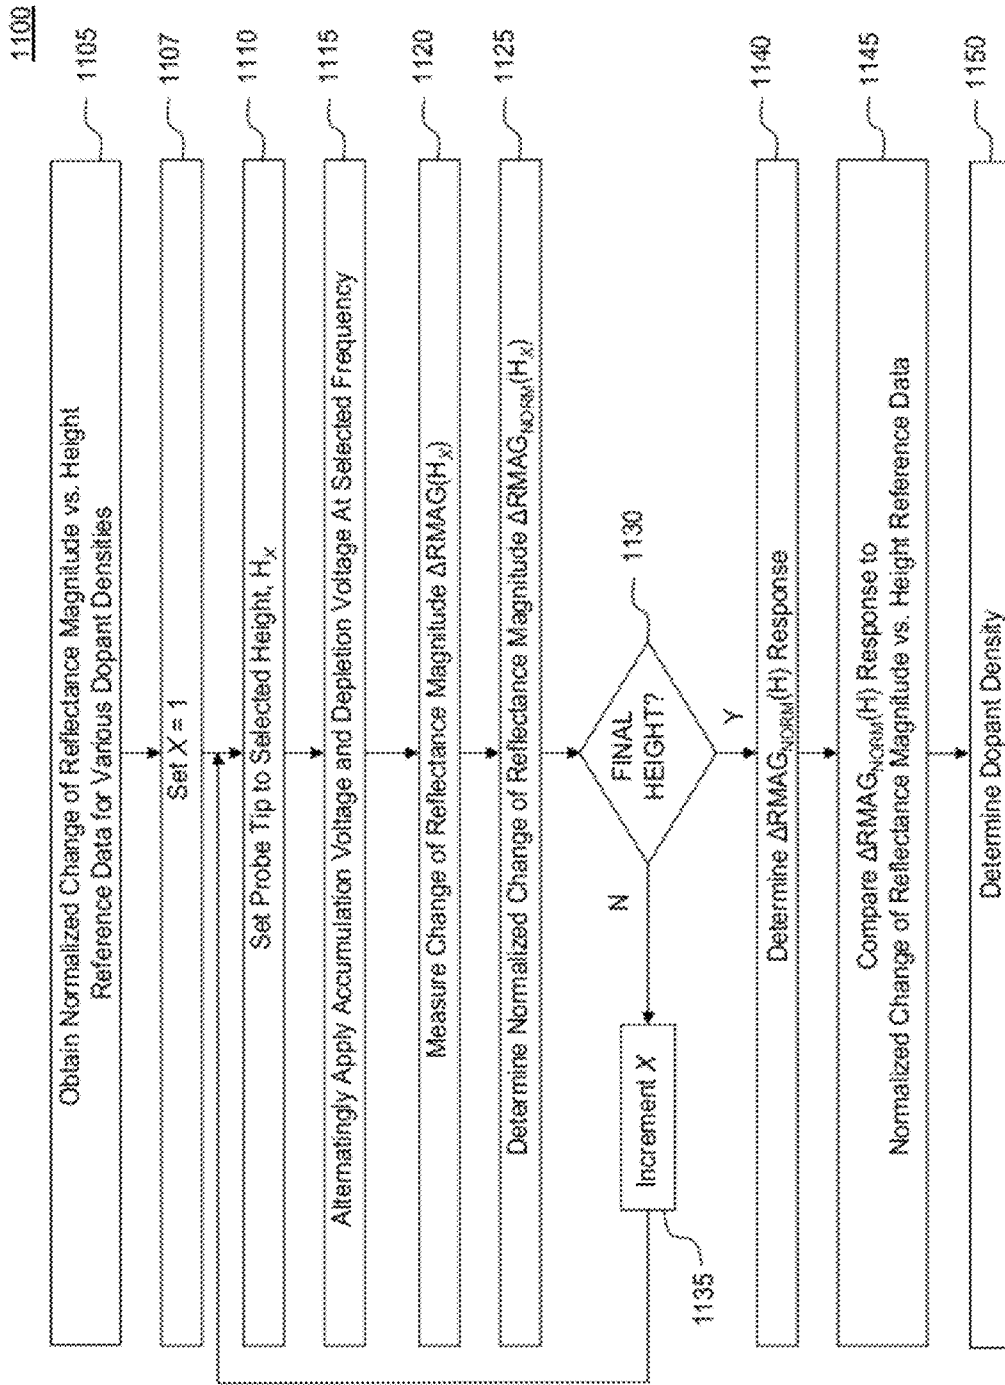 1100
Obtain Normalized Change of Reflectance Magnitude vs. Height
Reference Data for Various Dopant Densities
1105
Set X = 1
1107
Set Probe Tip to Selected Height, Hₓ
1110
Alternatingly Apply Accumulation Voltage and Depletion Voltage At Selected Frequency
1115
Measure Change of Reflectance Magnitude ΔRMAG(Hₓ)
1120
Determine Normalized Change of Reflectance Magnitude ΔRMAG_NORM(Hₓ)
1125
FINAL
HEIGHT?
1130
N
Y
Increment X
1135
Determine ΔRMAG_NORM(H) Response
1140
Compare ΔRMAG_NORM(H) Response to
Normalized Change of Reflectance Magnitude vs. Height Reference Data
1145
Determine Dopant Density
1150